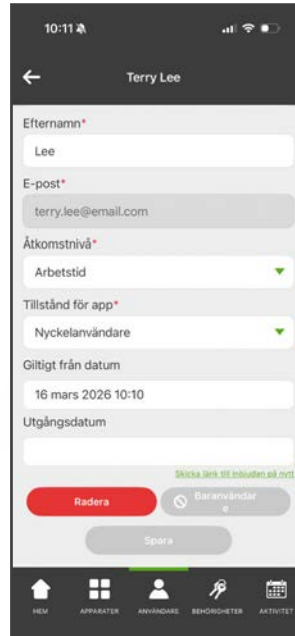 10:11
Terry Lee
Efternamn*
Lee
E-post*
terry.lee@email.com
Åtkomstnivå*
Arbetstid
Tillstånd för app*
Nyckelanvändare
Giltigt från datum
16 mars 2026 10:10
Utgångsdatum
Skicka länk till inbjudan på nytt
Radera
Baranvändar
e
Spara
HEM APPARATER ANVÄNDARE BEHÖRIGHETER AKTIVITET